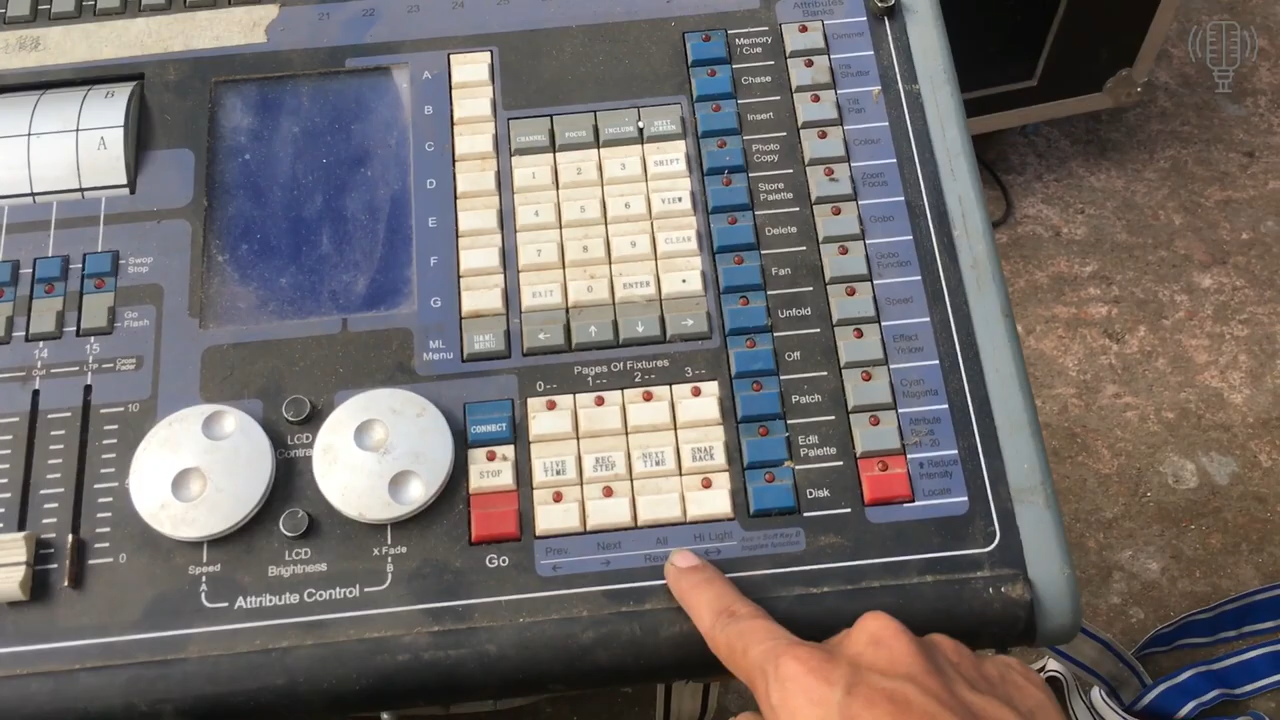 21 22 23 24
Attributes
Banks
B
A
A
B
C
D
E
F
G
ML
Menu
HAML
MENU
CHANNEL FOCUS INCLUDE NEXT SCREEN
1 2 3 SHIFT
4 5 6 VIEW
7 8 9 CLEAR
EXIT 0 ENTER •
← ↑ ↓ →
Memory
/ Cue
Chase
Insert
Photo
Copy
Store
Palette
Delete
Fan
Unfold
Off
Patch
Edit
Palette
Disk
Dimmer
Iris
Shutter
Tilt
Pan
Colour
Zoom
Focus
Gobo
Gobo
Function
Speed
Effect
Yellow
Cyan
Magenta
Attribute
Reduce
Intensity
Locate
Swop
Stop
Go
Flash
14 15
Out LTP Cross
Fader
10
0
LCD
LCD
Brightness
Speed
A
X Fade
B
Attribute Control
CONNECT
STOP
Go
Pages Of Fixtures
0-- 1-- 2-- 3--
LIVE TIME REC. STEP NEXT TIME SNAP BACK
Prev. Next All Hi Light
← → ↔